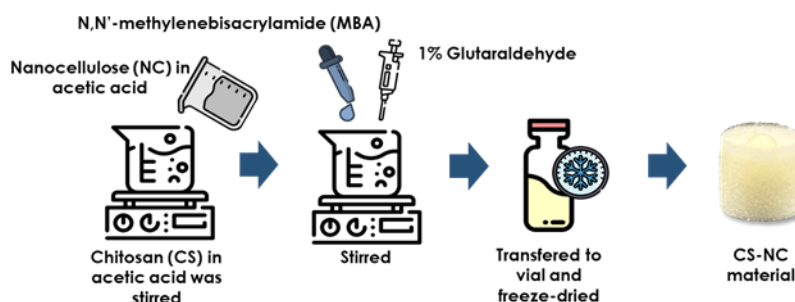 N,N'-methylenebisacrylamide (MBA)
1% Glutaraldehyde
Nanocellulose (NC) in
acetic acid
Chitosan (CS) in
acetic acid was
stirred
Stirred
Transfered to
vial and
freeze-dried
CS-NC
material